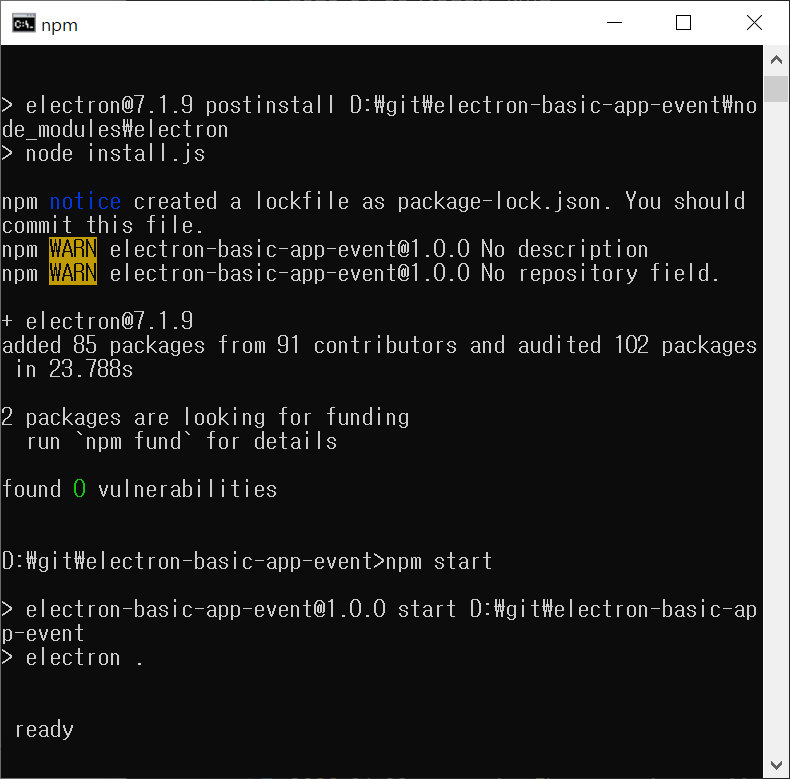 npm
> electron@7.1.9 postinstall D:₩git₩electron-basic-app-event₩no
de_modules₩electron
> node install.js
npm notice created a lockfile as package-lock.json. You should
commit this file.
npm WARN electron-basic-app-event@1.0.0 No description
npm WARN electron-basic-app-event@1.0.0 No repository field.
+ electron@7.1.9
added 85 packages from 91 contributors and audited 102 packages
 in 23.788s
2 packages are looking for funding
  run `npm fund` for details
found 0 vulnerabilities
D:₩git₩electron-basic-app-event>npm start
> electron-basic-app-event@1.0.0 start D:₩git₩electron-basic-ap
p-event
> electron .
 ready